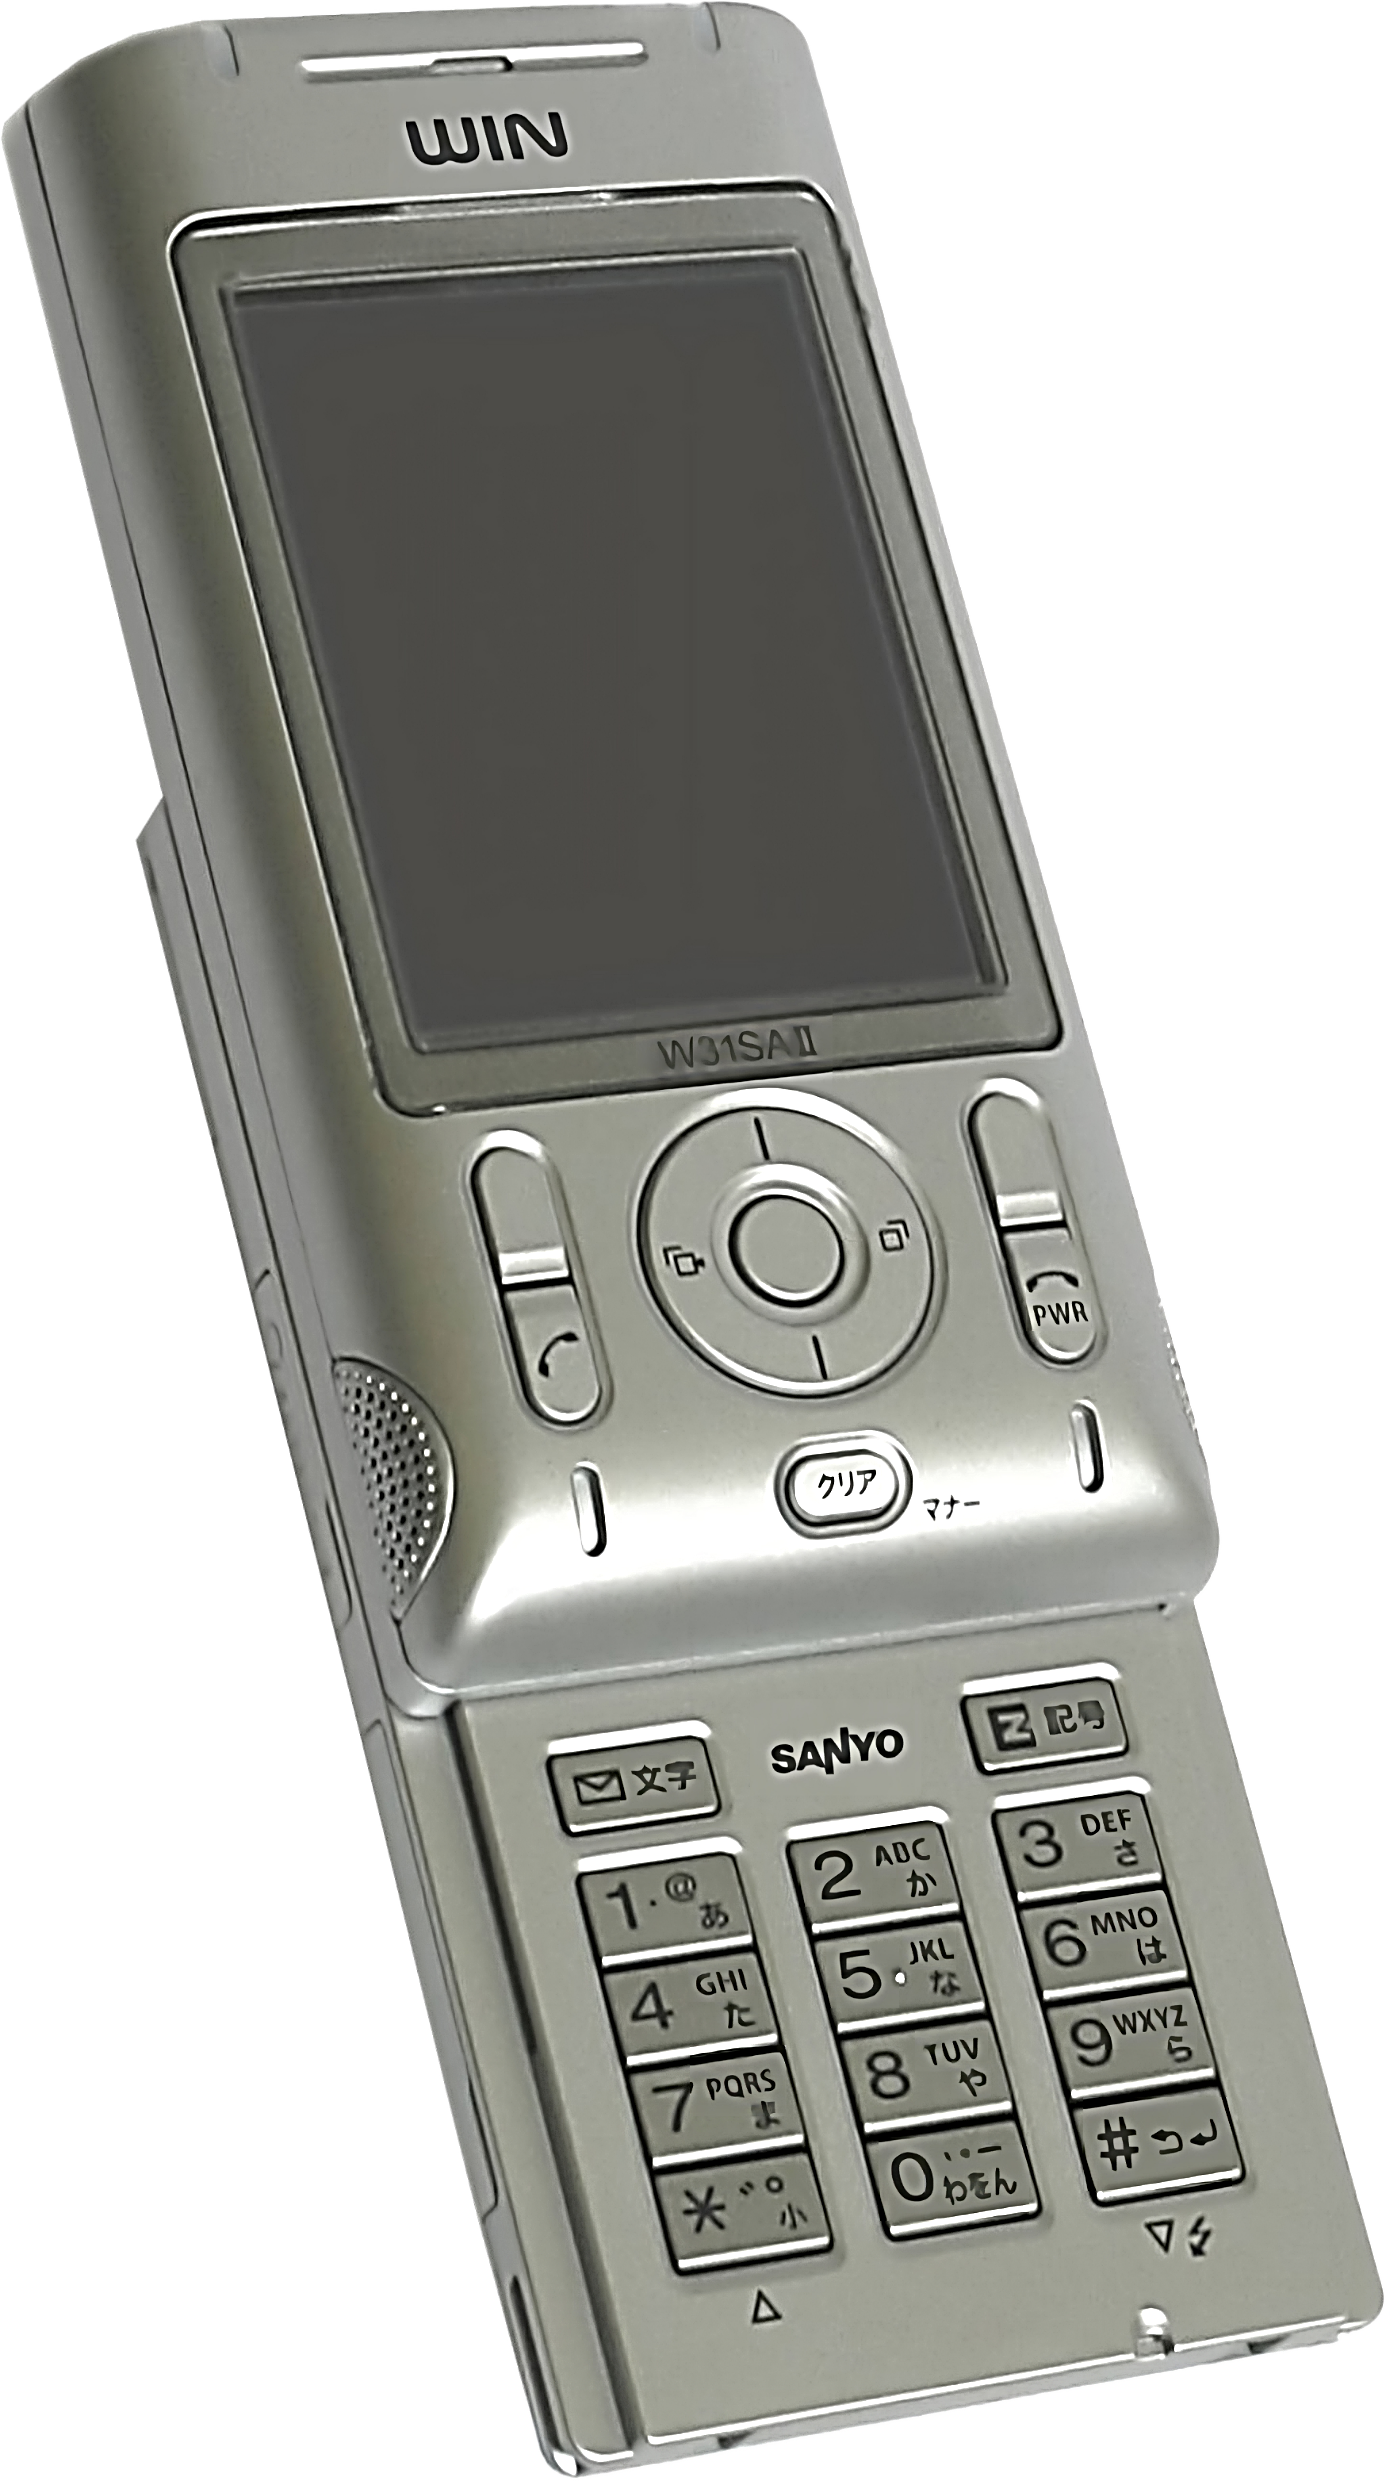 WIN
W31SAⅡ
PWR
クリア
マナー
文字
SANYO
記号
1 . @ あ
2 ABC か
3 DEF さ
4 GHI た
5 JKL な
6 MNO は
7 PQRS ま
8 TUV や
9 WXYZ ら
* ゛゜ 小
0 、。ー わをん
#